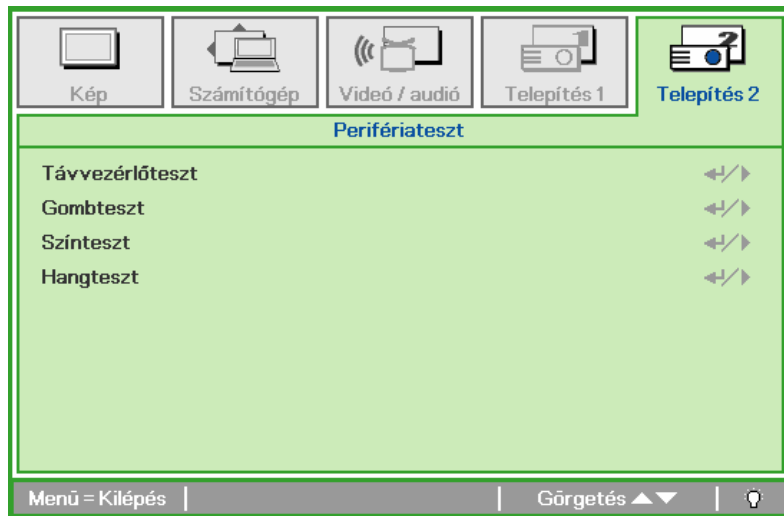 Kép
Számítógép
Videó / audió
Telepítés 1
Telepítés 2
Perifériateszt
Távvezérlőteszt
Gombteszt
Színteszt
Hangteszt
Menü = Kilépés
Görgetés